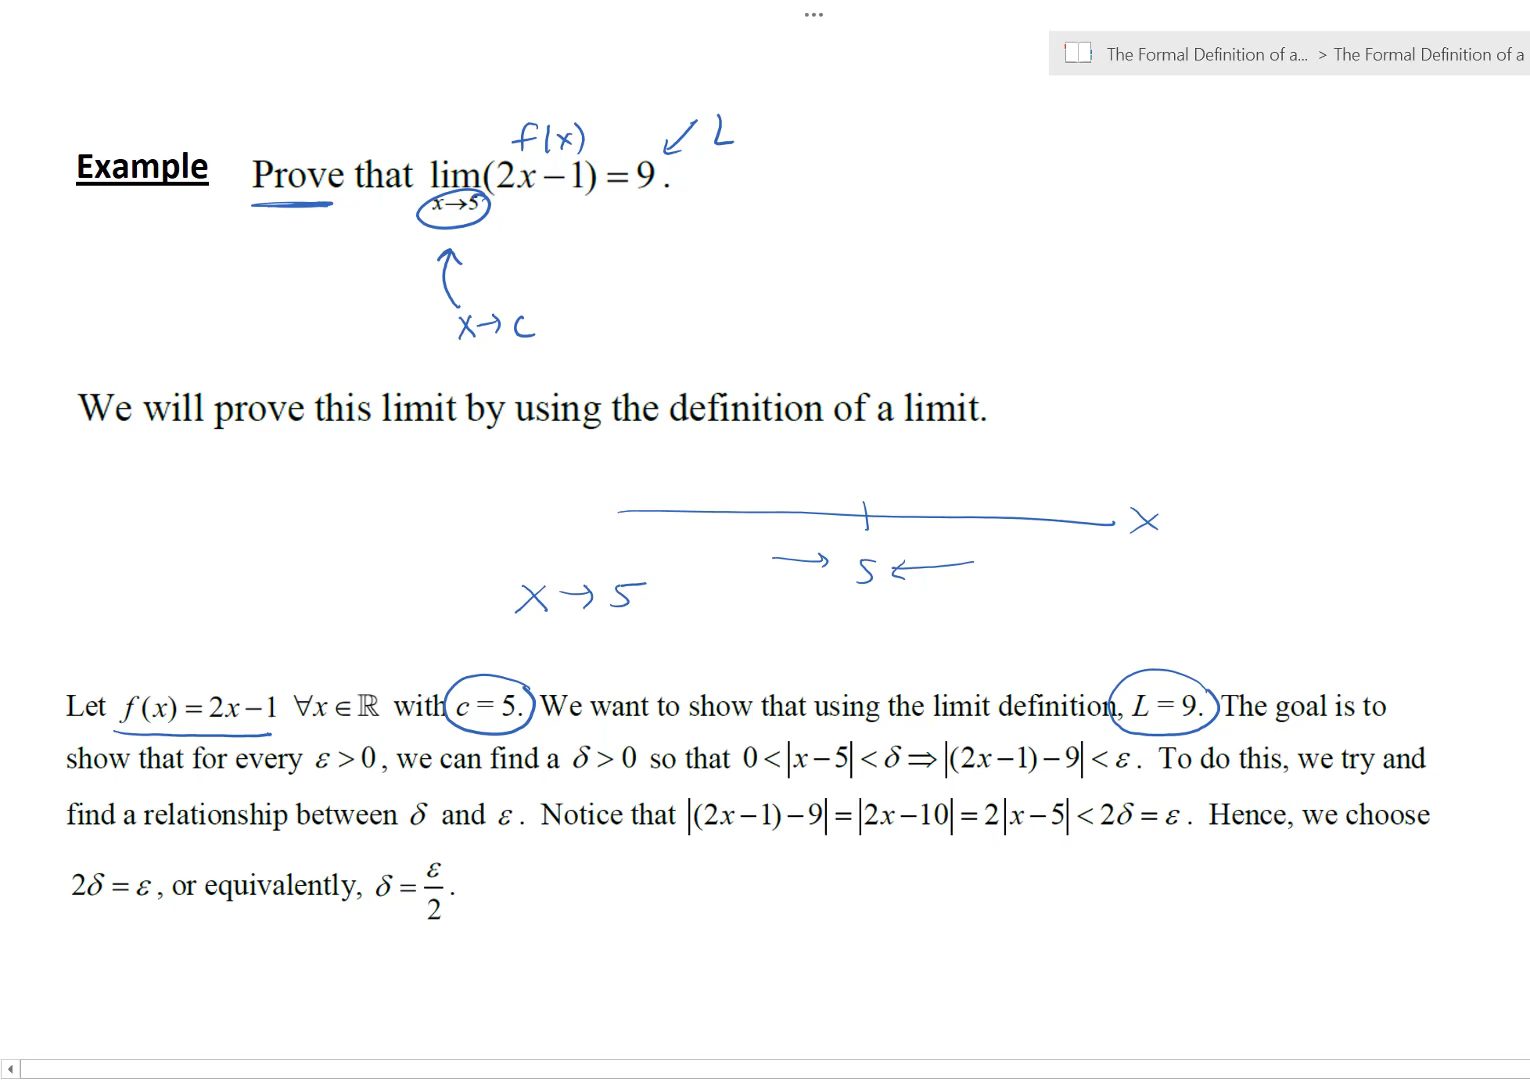 ...
The Formal Definition of a... > The Formal Definition of a
f(x) ↙ L
Example Prove that lim(2x−1) = 9.
x→5
x→c
We will prove this limit by using the definition of a limit.
x
→ 5 ←
x → 5
Let f(x) = 2x−1 ∀x∈ℝ with c = 5. We want to show that using the limit definition, L = 9. The goal is to
show that for every ε > 0, we can find a δ > 0 so that 0 < |x−5| < δ ⇒ |(2x−1)−9| < ε. To do this, we try and
find a relationship between δ and ε. Notice that |(2x−1)−9| = |2x−10| = 2|x−5| < 2δ = ε. Hence, we choose
2δ = ε, or equivalently, δ = ε/2.